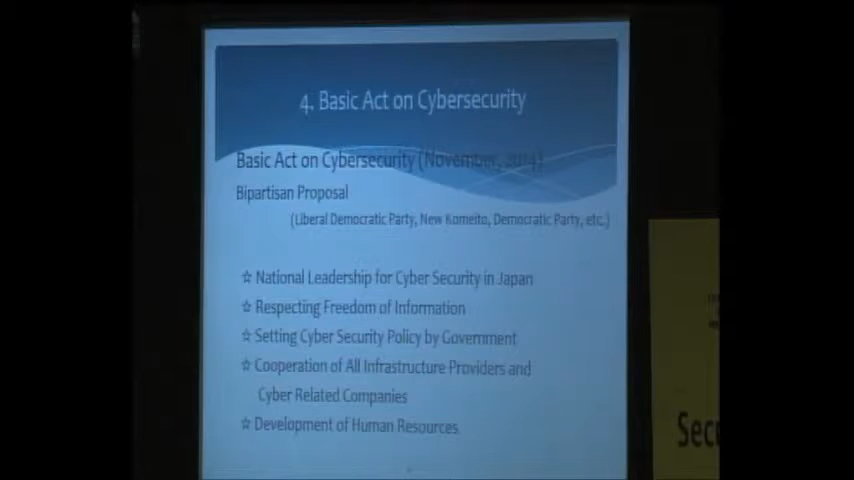 4. Basic Act on Cybersecurity
Basic Act on Cybersecurity (November, 2014)
Bipartisan Proposal
(Liberal Democratic Party, New Komeito, Democratic Party, etc.)
☆ National Leadership for Cyber Security in Japan
☆ Respecting Freedom of Information
☆ Setting Cyber Security Policy by Government
☆ Cooperation of All Infrastructure Providers and
Cyber Related Companies
☆ Development of Human Resources